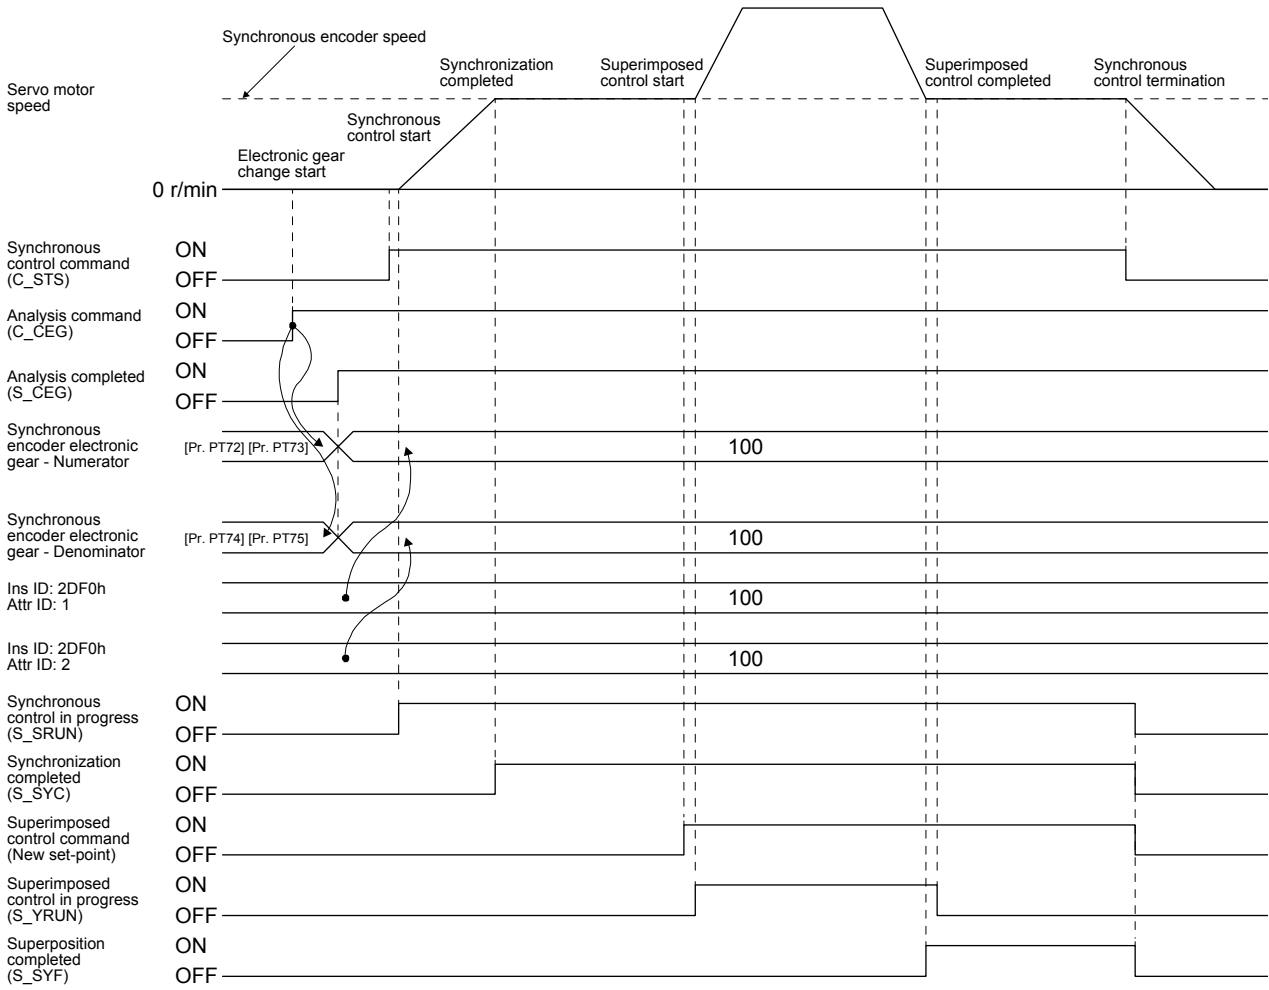 Synchronous encoder speed
Synchronization
completed
Superimposed
control start
Superimposed
control completed
Synchronous
control termination
Servo motor
speed
Synchronous
control start
Electronic gear
change start
0 r/min
Synchronous
control command
(C_STS)
ON
OFF
Analysis command
(C_CEG)
ON
OFF
Analysis completed
(S_CEG)
ON
OFF
Synchronous
encoder electronic
gear - Numerator
[Pr. PT72] [Pr. PT73]
100
Synchronous
encoder electronic
gear - Denominator
[Pr. PT74] [Pr. PT75]
100
Ins ID: 2DF0h
Attr ID: 1
100
Ins ID: 2DF0h
Attr ID: 2
100
Synchronous
control in progress
(S_SRUN)
ON
OFF
Synchronization
completed
(S_SYC)
ON
OFF
Superimposed
control command
(New set-point)
ON
OFF
Superimposed
control in progress
(S_YRUN)
ON
OFF
Superposition
completed
(S_SYF)
ON
OFF